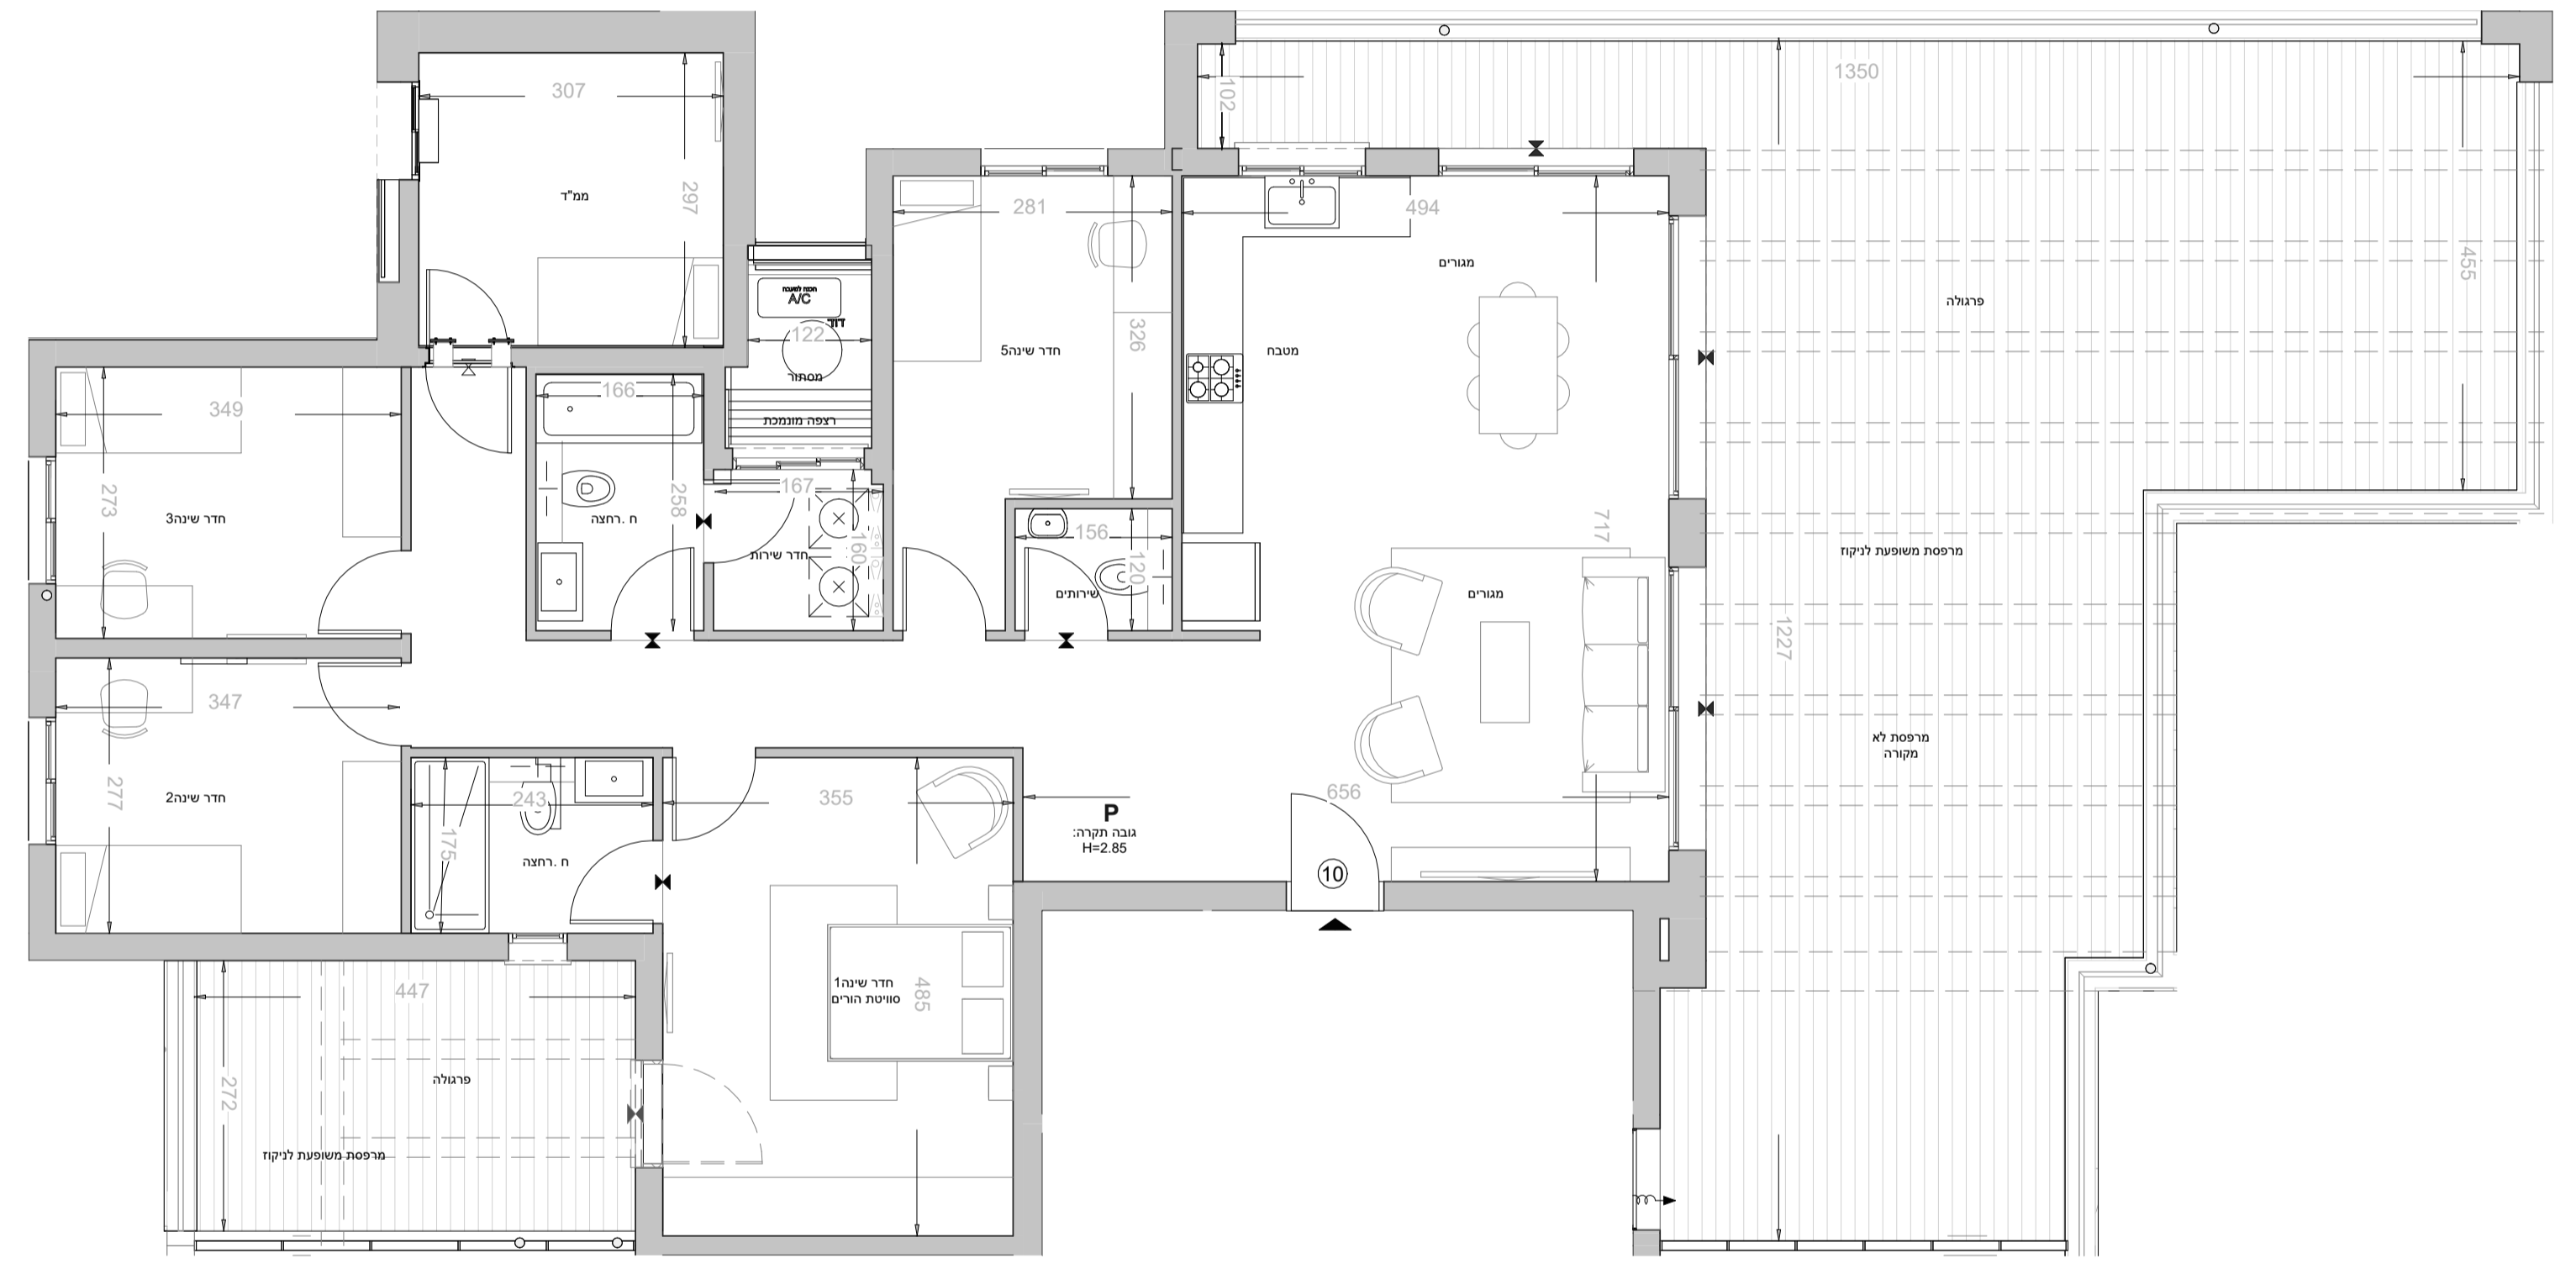 307
297
ממ"ד
הכנה למעבה
A/C
דוד
122
מסתור
רצפה מונמכת
281
326
חדר שינה5
102
1350
494
מגורים
מטבח
455
פרגולה
349
273
חדר שינה3
166
258
ח .רחצה
167
160
חדר שירות
156
120
שירותים
717
מגורים
מרפסת משופעת לניקוז
1227
מרפסת לא
מקורה
347
277
חדר שינה2
243
175
ח .רחצה
355
656
P
גובה תקרה:
H=2.85
10
485
חדר שינה1
סוויטת הורים
447
272
פרגולה
מרפסת משופעת לניקוז